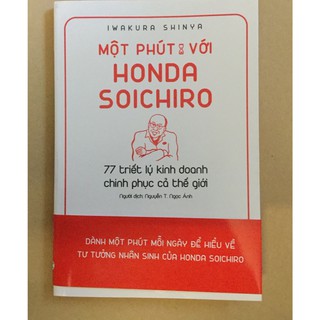 IWAKURA SHINYA
MỘT PHÚT VỚI
HONDA
SOICHIRO
77 triết lý kinh doanh
chinh phục cả thế giới
Người dịch: Nguyễn T. Ngọc Ánh
DÀNH MỘT PHÚT MỖI NGÀY ĐỂ HIỂU VỀ
TƯ TƯỞNG NHÂN SINH CỦA HONDA SOICHIRO